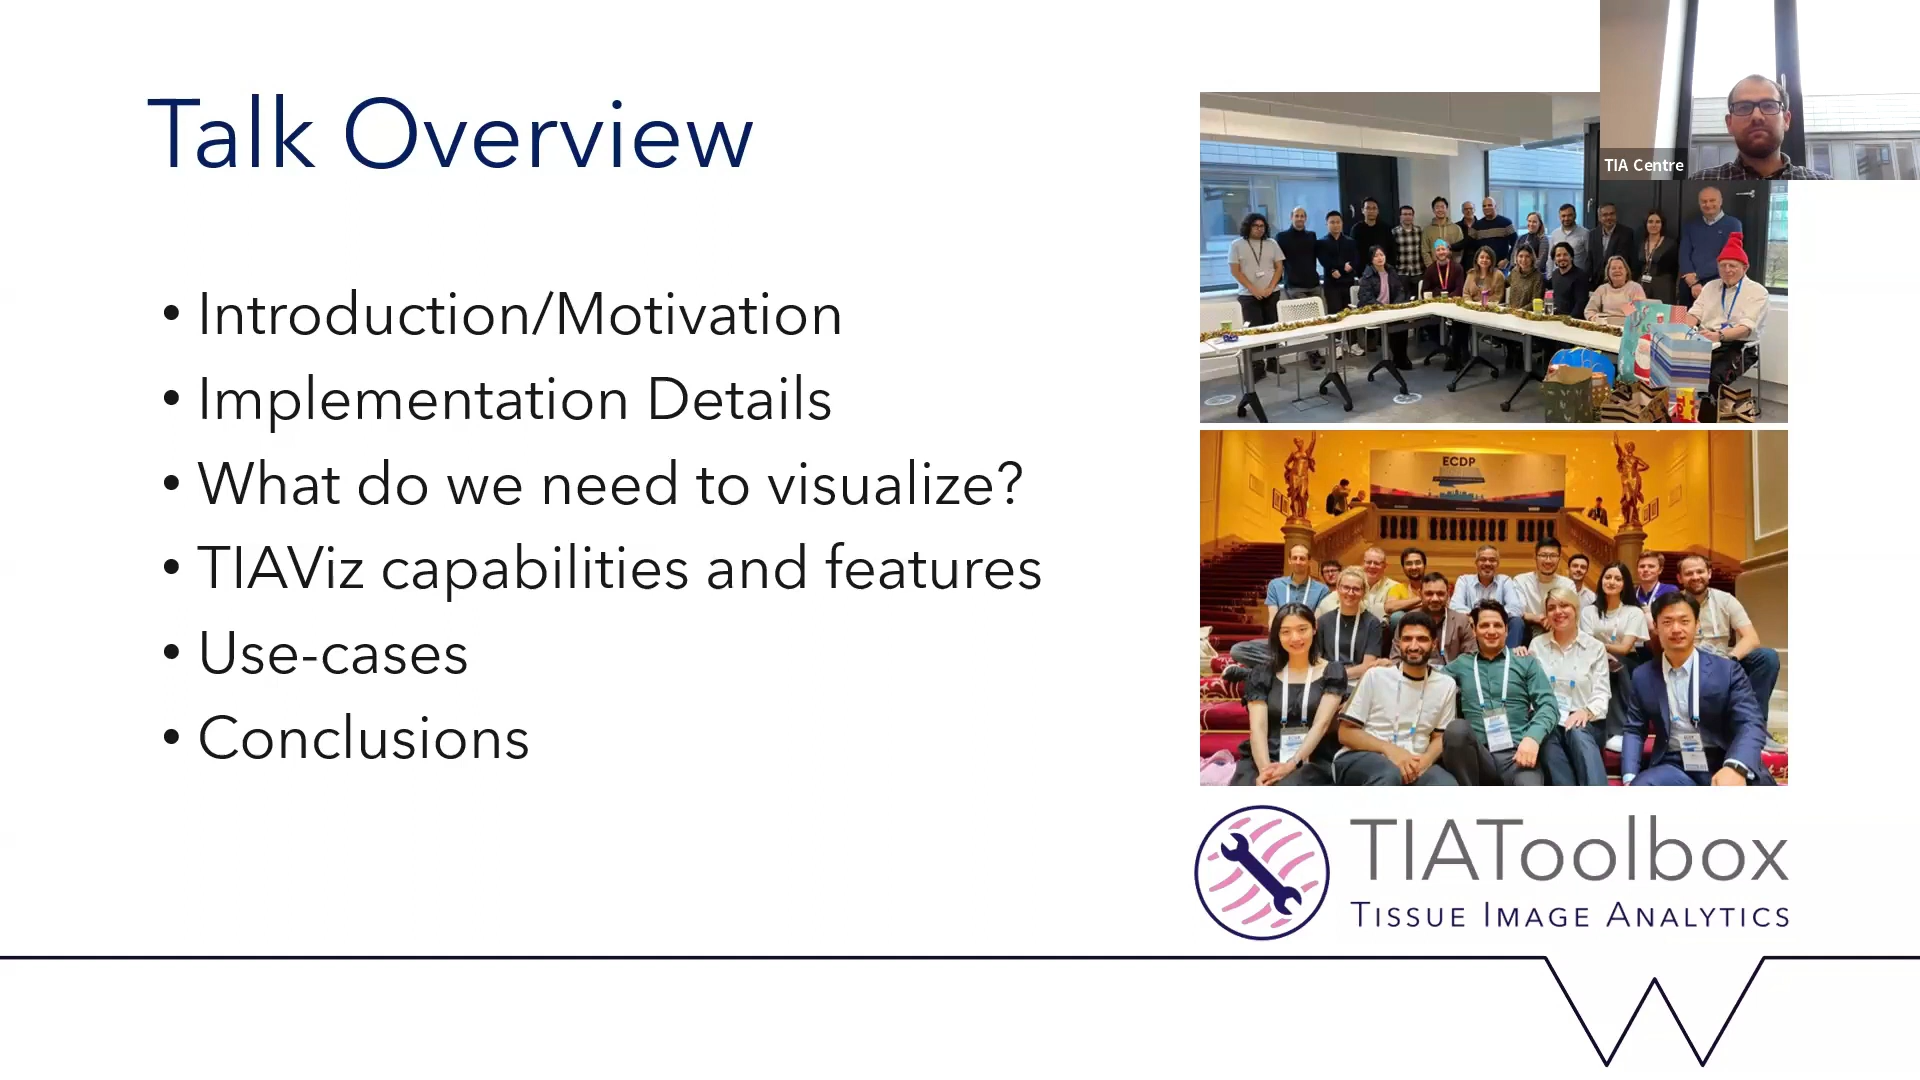 Talk Overview
• Introduction/Motivation
• Implementation Details
• What do we need to visualize?
• TIAViz capabilities and features
• Use-cases
• Conclusions
TIA Centre
ECDP
TIAToolbox
TISSUE IMAGE ANALYTICS